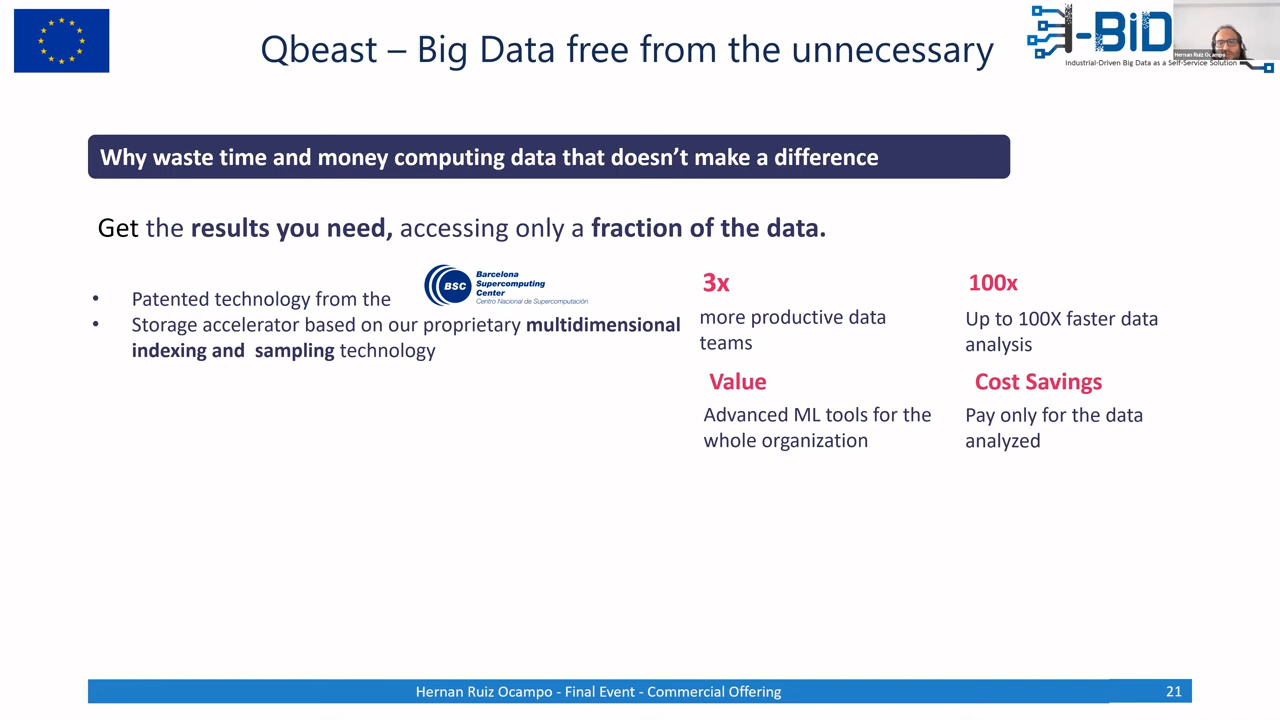 Qbeast – Big Data free from the unnecessary
I-BiD
Industrial-Driven Big Data as a Self-Service Solution
Hernan Ruiz Ocampo
Why waste time and money computing data that doesn’t make a difference
Get the results you need, accessing only a fraction of the data.
• Patented technology from the
BSC
Barcelona
Supercomputing
Center
Centro Nacional de Supercomputación
• Storage accelerator based on our proprietary multidimensional
indexing and sampling technology
3x
more productive data
teams
100x
Up to 100X faster data
analysis
Value
Advanced ML tools for the
whole organization
Cost Savings
Pay only for the data
analyzed
Hernan Ruiz Ocampo - Final Event - Commercial Offering
21